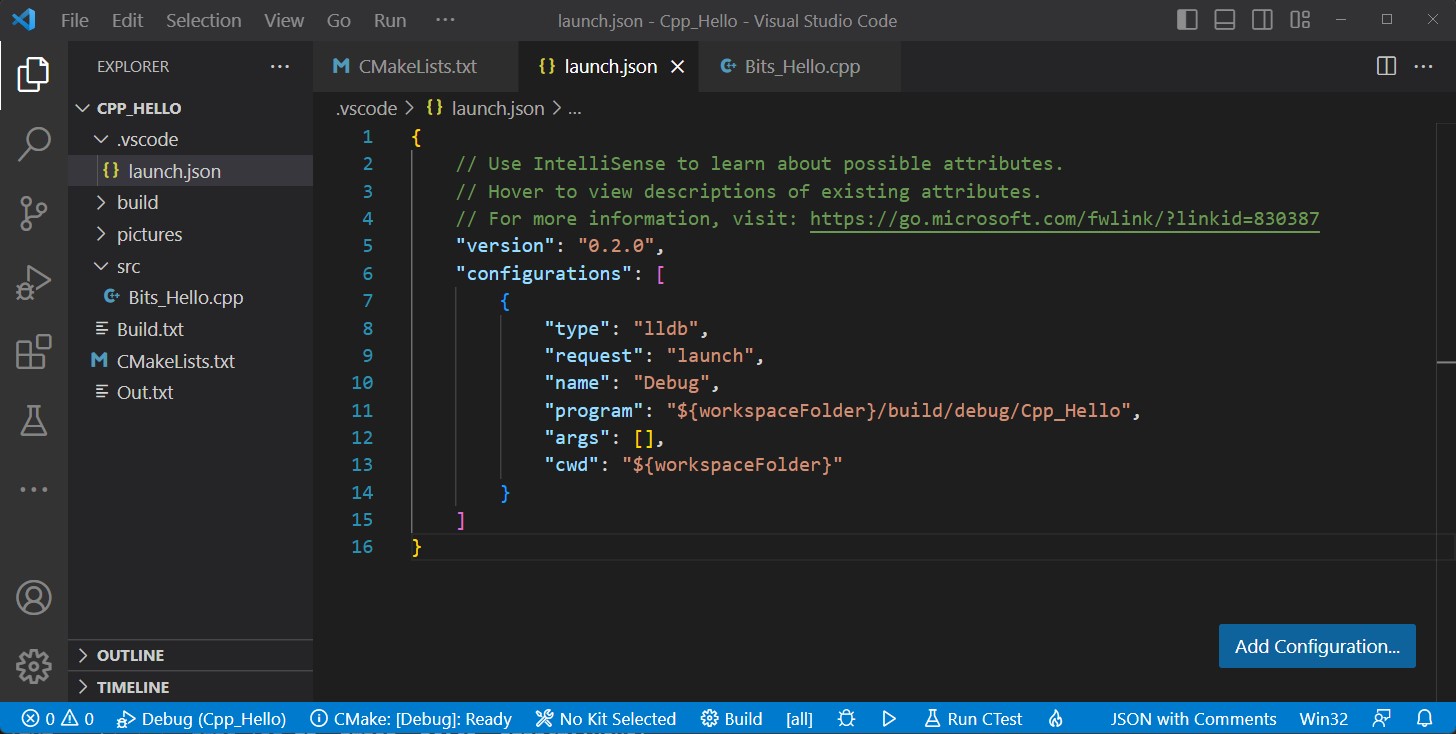 File Edit Selection View Go Run ··· launch.json - Cpp_Hello - Visual Studio Code
EXPLORER ···
CPP_HELLO
.vscode
{} launch.json
build
pictures
src
Bits_Hello.cpp
Build.txt
CMakeLists.txt
Out.txt
OUTLINE
TIMELINE
CMakeLists.txt {} launch.json Bits_Hello.cpp
.vscode > {} launch.json > ...
1 {
2 // Use IntelliSense to learn about possible attributes.
3 // Hover to view descriptions of existing attributes.
4 // For more information, visit: https://go.microsoft.com/fwlink/?linkid=830387
5 "version": "0.2.0",
6 "configurations": [
7 {
8 "type": "lldb",
9 "request": "launch",
10 "name": "Debug",
11 "program": "${workspaceFolder}/build/debug/Cpp_Hello",
12 "args": [],
13 "cwd": "${workspaceFolder}"
14 }
15 ]
16 }
Add Configuration...
0 0 Debug (Cpp_Hello) CMake: [Debug]: Ready No Kit Selected Build [all] Run CTest JSON with Comments Win32